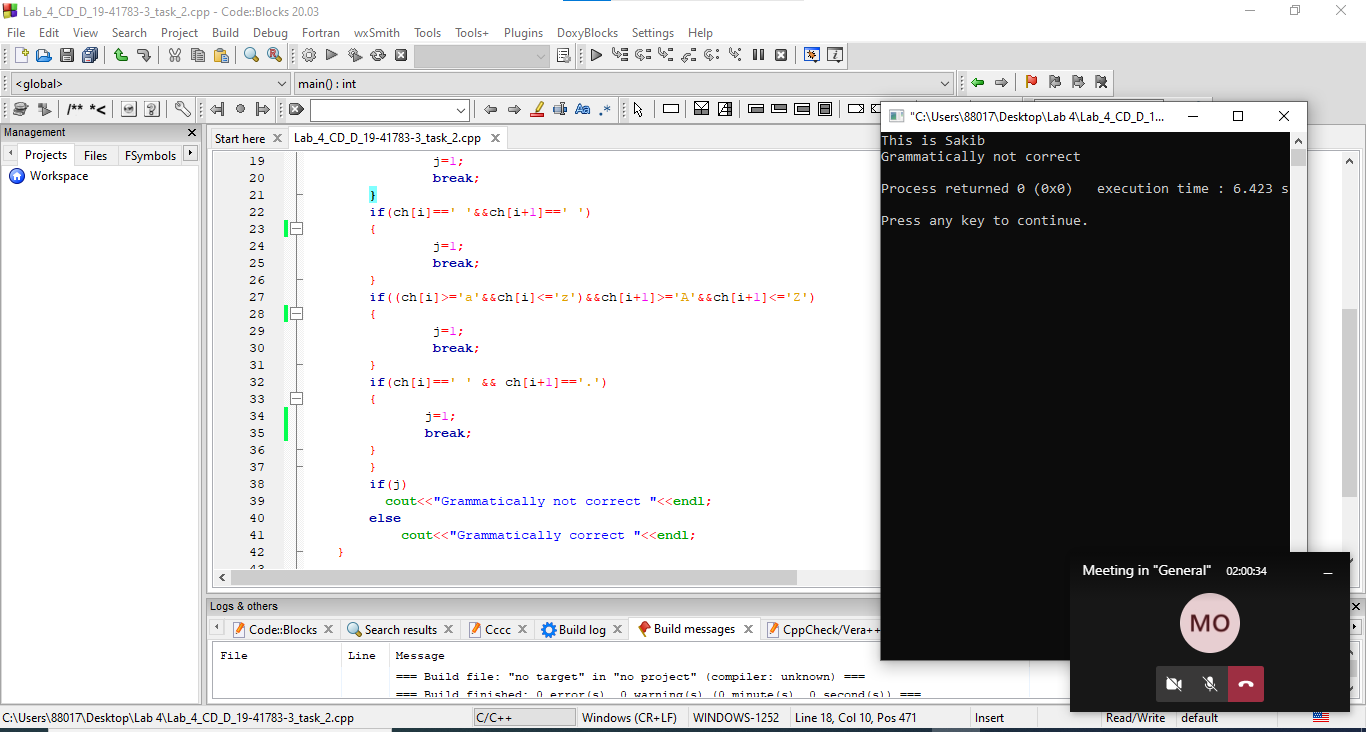 Lab_4_CD_D_19-41783-3_task_2.cpp - Code::Blocks 20.03
File Edit View Search Project Build Debug Fortran wxSmith Tools Tools+ Plugins DoxyBlocks Settings Help
<global> main() : int
/** *<
Aa .*
Management
Projects Files FSymbols
Workspace
Start here Lab_4_CD_D_19-41783-3_task_2.cpp
19 j=1;
20 break;
21 }
22 if(ch[i]==' '&&ch[i+1]==' ')
23 {
24 j=1;
25 break;
26 }
27 if((ch[i]>='a'&&ch[i]<='z')&&ch[i+1]>='A'&&ch[i+1]<='Z')
28 {
29 j=1;
30 break;
31 }
32 if(ch[i]==' ' && ch[i+1]=='.')
33 {
34 j=1;
35 break;
36 }
37 }
38 if(j)
39 cout<<"Grammatically not correct "<<endl;
40 else
41 cout<<"Grammatically correct "<<endl;
42 }
"C:\Users\88017\Desktop\Lab 4\Lab_4_CD_D_1...
This is Sakib
Grammatically not correct
Process returned 0 (0x0) execution time : 6.423 s
Press any key to continue.
Meeting in "General" 02:00:34
MO
Logs & others
Code::Blocks Search results Cccc Build log Build messages CppCheck/Vera++
File Line Message
=== Build file: "no target" in "no project" (compiler: unknown) ===
=== Build finished: 0 error(s), 0 warning(s) (0 minute(s), 0 second(s)) ===
C:\Users\88017\Desktop\Lab 4\Lab_4_CD_D_19-41783-3_task_2.cpp C/C++ Windows (CR+LF) WINDOWS-1252 Line 18, Col 10, Pos 471 Insert Read/Write default